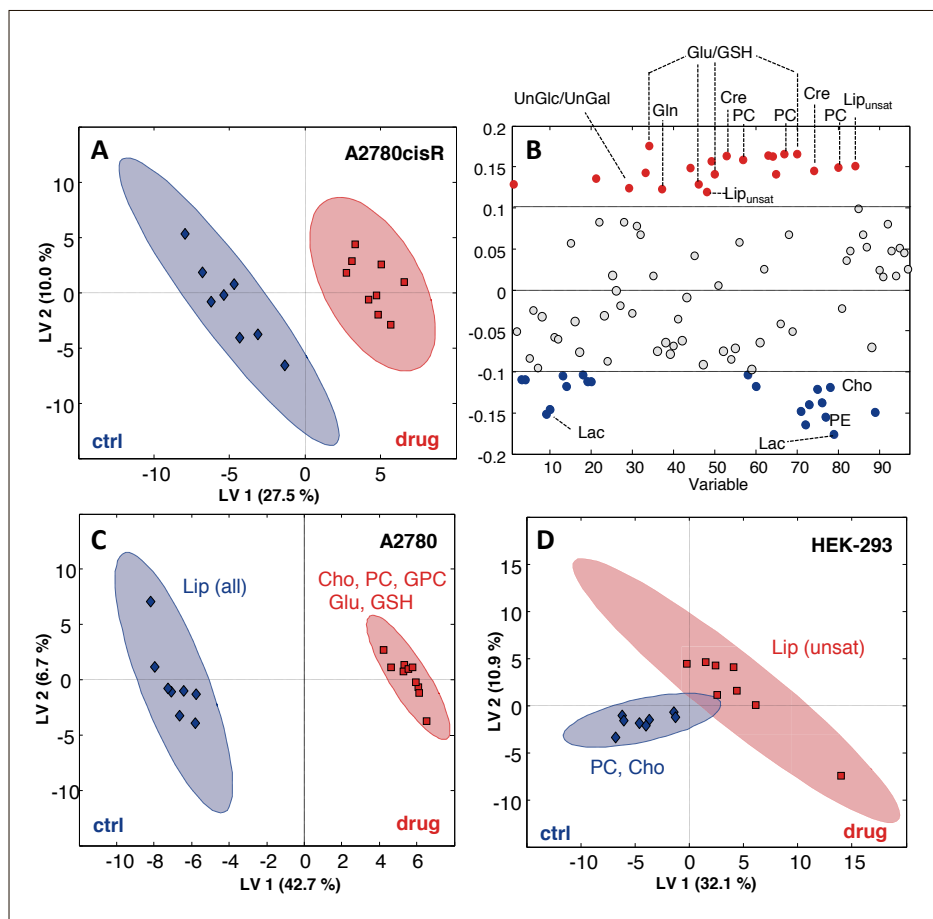 A
A2780cisR
10
5
0
-5
-10
LV 2 (10.0 %)
ctrl
drug
-10
-5
0
5
LV 1 (27.5 %)
Glu/GSH
UnGlc/UnGal
Gln
Cre
PC
PC
Cre
PC
Lip unsat
B
0.2
0.15
0.1
0.05
0
-0.05
-0.1
-0.15
-0.2
Lip unsat
Cho
PE
Lac
Lac
10
20
30
40
50
60
70
80
90
Variable
C
A2780
10
5
0
-5
-10
LV 2 (6.7 %)
Lip (all)
Cho, PC, GPC
Glu, GSH
ctrl
drug
-10
-8
-6
-4
-2
0
2
4
6
LV 1 (42.7 %)
D
HEK-293
15
10
5
0
-5
-10
LV 2 (10.9 %)
Lip (unsat)
PC, Cho
ctrl
drug
-10
-5
0
5
10
15
LV 1 (32.1 %)